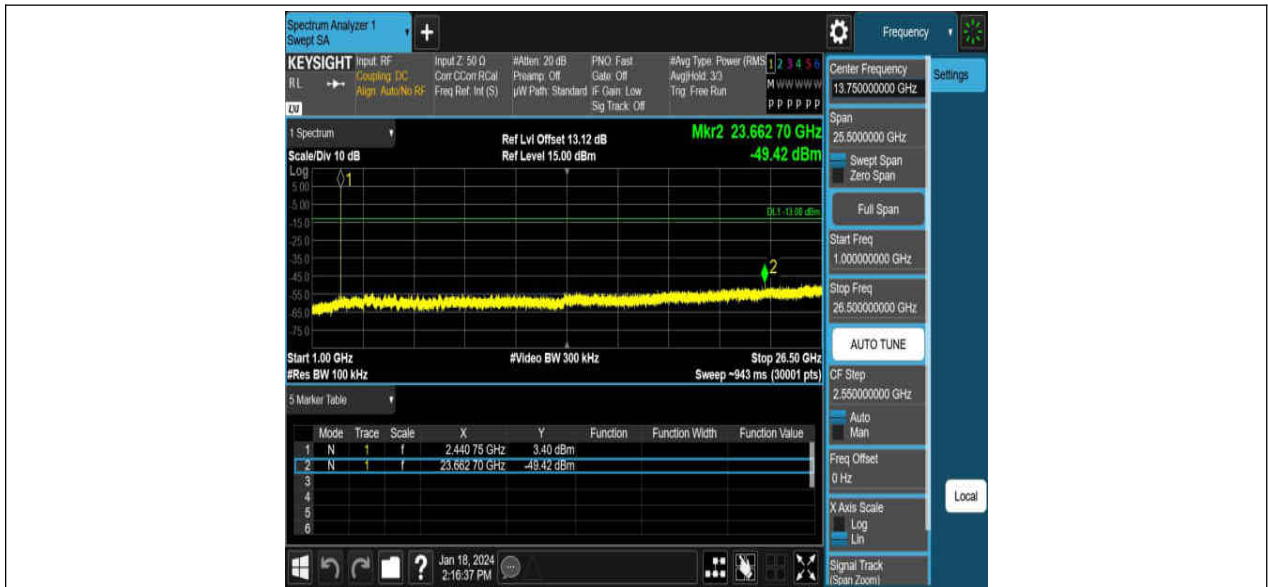 Spectrum Analyzer 1
Swept SA
+
Frequency
KEYSIGHT
RL
LXI
Input: RF
Coupling: DC
Align: Auto/No RF
Input Z: 50 Ω
Corr CCorr RCal
Freq Ref: Int (S)
#Atten: 20 dB
Preamp: Off
µW Path: Standard
PNO: Fast
Gate: Off
IF Gain: Low
Sig Track: Off
#Avg Type: Power (RMS
Avg|Hold: 3/3
Trig: Free Run
1 2 3 4 5 6
M W W W W W
P P P P P P
Center Frequency
13.750000000 GHz
Settings
Span
25.5000000 GHz
Swept Span
Zero Span
Full Span
Start Freq
1.000000000 GHz
Stop Freq
26.500000000 GHz
AUTO TUNE
CF Step
2.550000000 GHz
Auto
Man
Freq Offset
0 Hz
X Axis Scale
Log
Lin
Signal Track
(Span Zoom)
Local
1 Spectrum
Scale/Div 10 dB
Ref Lvl Offset 13.12 dB
Ref Level 15.00 dBm
Mkr2 23.662 70 GHz
-49.42 dBm
Log
1
5.00
-5.00
-15.0
-25.0
-35.0
-45.0
-55.0
-65.0
-75.0
2
Start 1.00 GHz
#Res BW 100 kHz
#Video BW 300 kHz
Stop 26.50 GHz
Sweep ~943 ms (30001 pts)
5 Marker Table
Mode Trace Scale X Y Function Function Width Function Value
1 N 1 f 2.440 75 GHz 3.40 dBm
2 N 1 f 23.662 70 GHz -49.42 dBm
3
4
5
6
?
Jan 18, 2024
2:16:37 PM